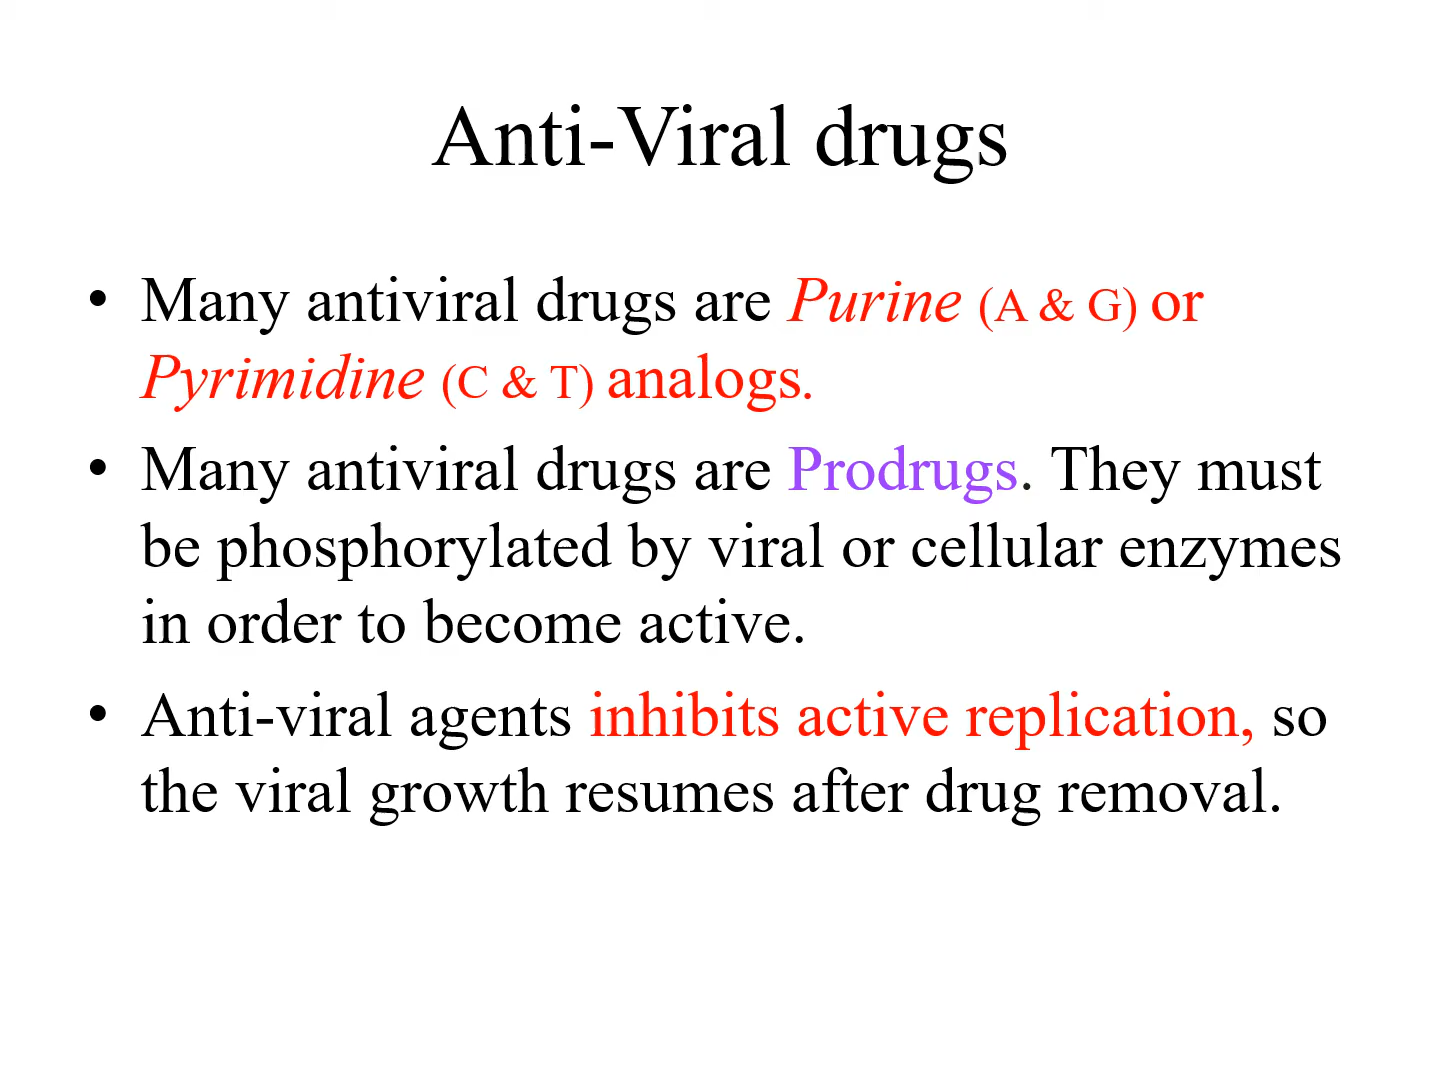 Anti-Viral drugs
• Many antiviral drugs are Purine (A & G) or
Pyrimidine (C & T) analogs.
• Many antiviral drugs are Prodrugs. They must
be phosphorylated by viral or cellular enzymes
in order to become active.
• Anti-viral agents inhibits active replication, so
the viral growth resumes after drug removal.